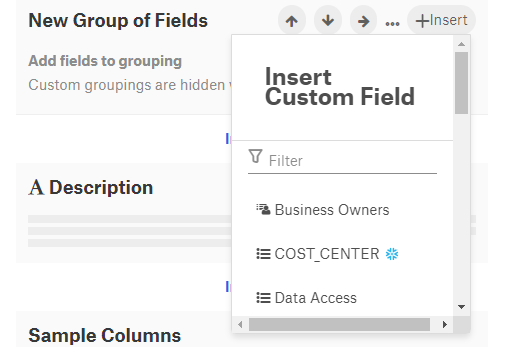 New Group of Fields
... +Insert
Add fields to grouping
Custom groupings are hidden
Insert
Custom Field
Filter
A Description
Business Owners
COST_CENTER
Data Access
Sample Columns